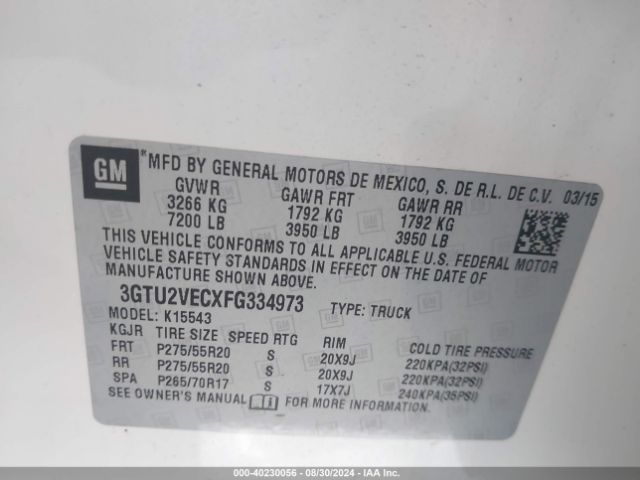 GM
*MFD BY GENERAL MOTORS DE MEXICO, S. DE R.L. DE C.V. 03/15
GVWR GAWR FRT GAWR RR
3266 KG 1792 KG 1792 KG
7200 LB 3950 LB 3950 LB
THIS VEHICLE CONFORMS TO ALL APPLICABLE U.S. FEDERAL MOTOR
VEHICLE SAFETY STANDARDS IN EFFECT ON THE DATE OF
MANUFACTURE SHOWN ABOVE.
3GTU2VECXFG334973 TYPE: TRUCK
MODEL: K15543
KGJR TIRE SIZE SPEED RTG RIM COLD TIRE PRESSURE
FRT P275/55R20 S 20X9J 220KPA(32PSI)
RR P275/55R20 S 20X9J 220KPA(32PSI)
SPA P265/70R17 S 17X7J 240KPA(35PSI)
SEE OWNER'S MANUAL FOR MORE INFORMATION.
000-40230056 - 08/30/2024 - IAA Inc.